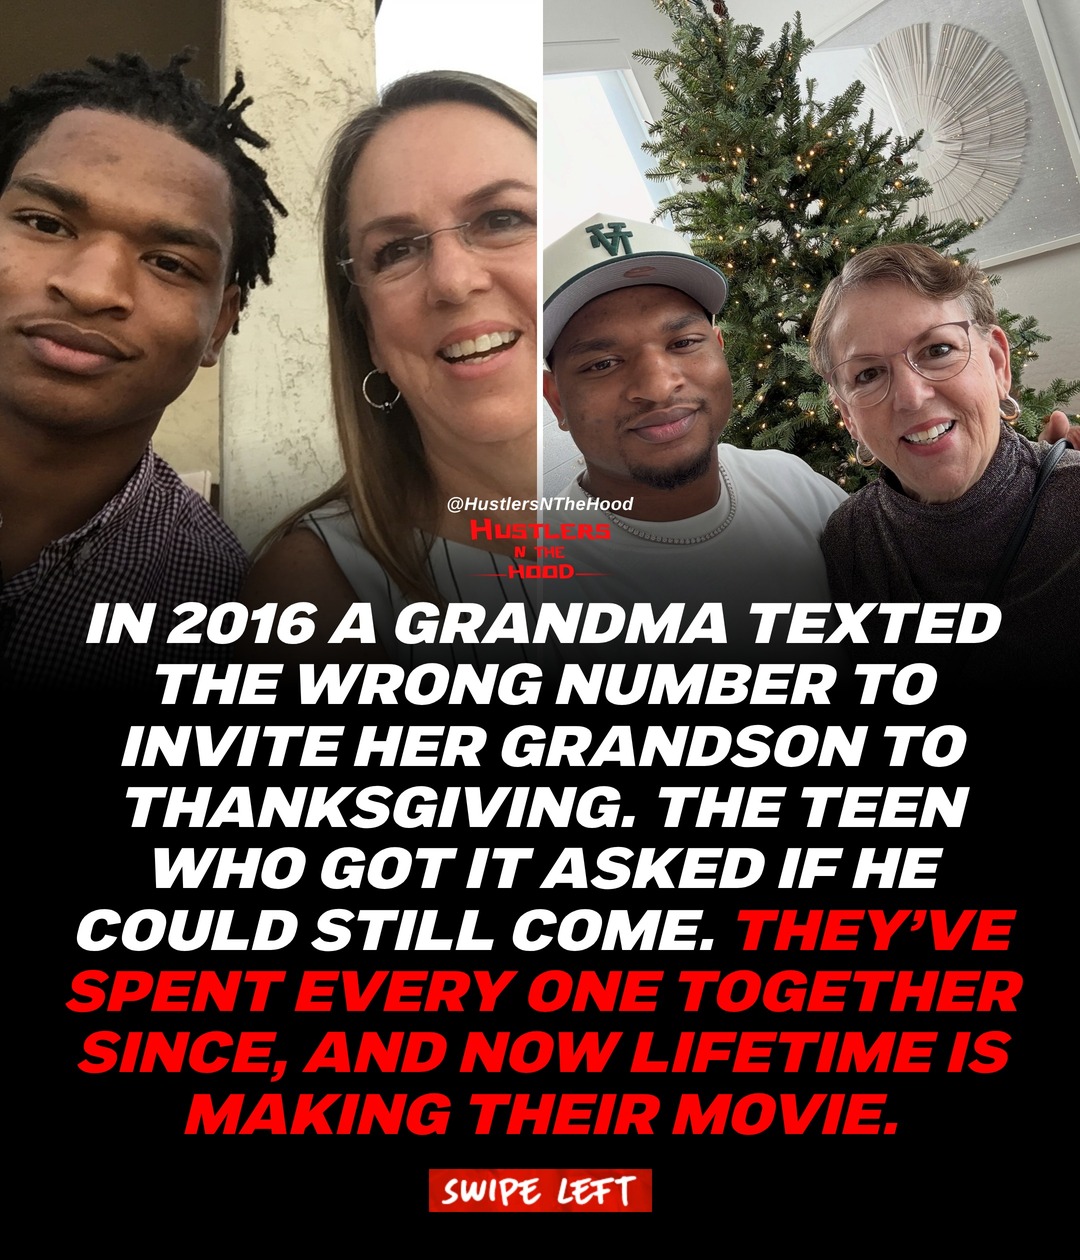 @HustlersNTheHood
HUSTLERS
N THE
HOOD
IN 2016 A GRANDMA TEXTED
THE WRONG NUMBER TO
INVITE HER GRANDSON TO
THANKSGIVING. THE TEEN
WHO GOT IT ASKED IF HE
COULD STILL COME. THEY’VE
SPENT EVERY ONE TOGETHER
SINCE, AND NOW LIFETIME IS
MAKING THEIR MOVIE.
SWIPE LEFT